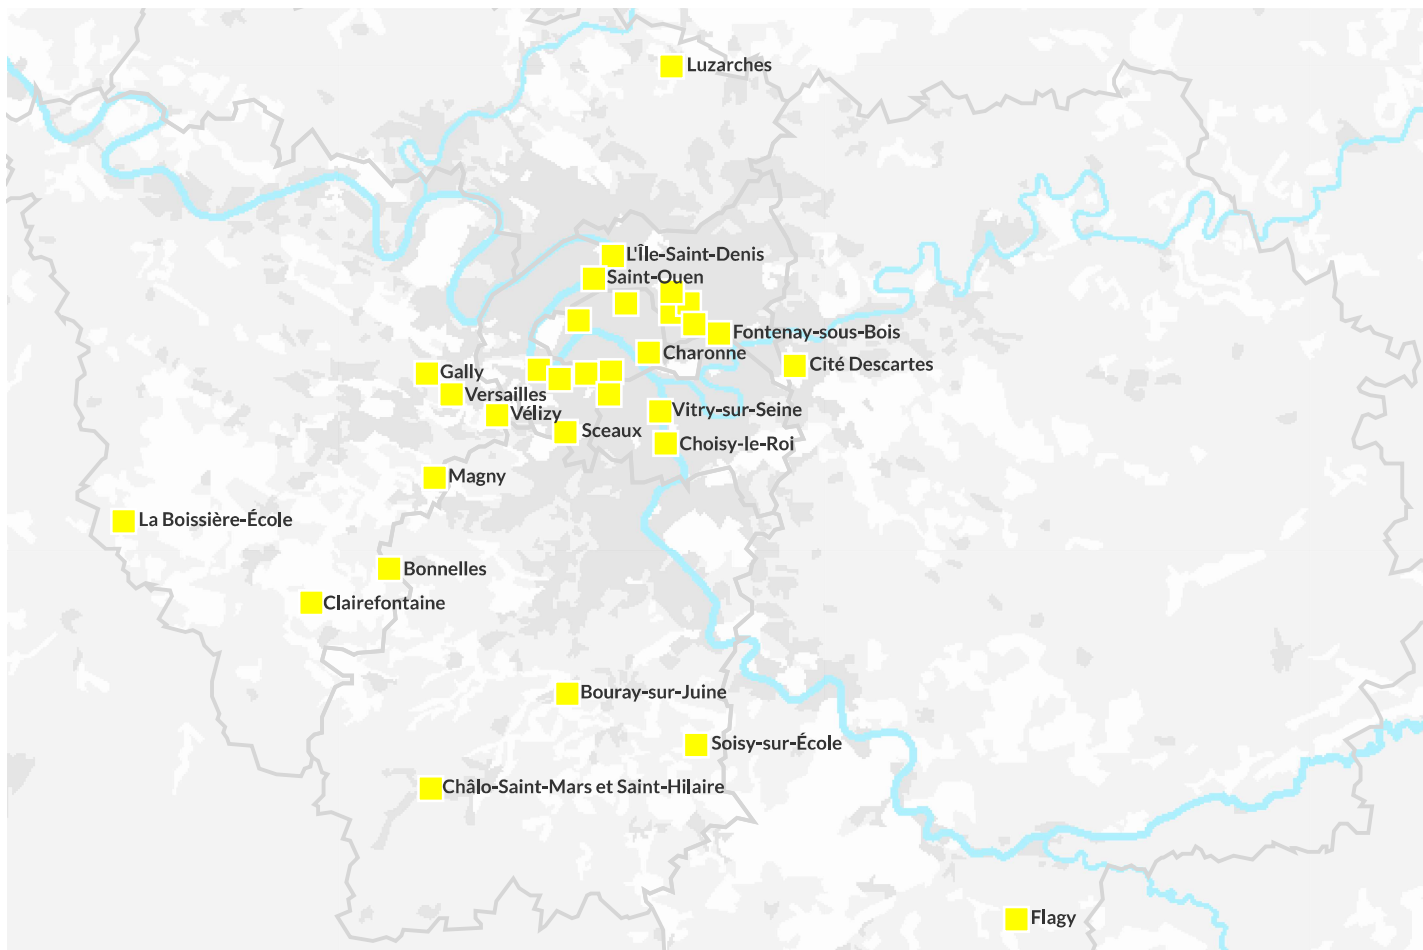 Luzarches
L'Île-Saint-Denis
Saint-Ouen
Fontenay-sous-Bois
Charonne
Cité Descartes
Gally
Versailles
Vélizy
Vitry-sur-Seine
Sceaux
Choisy-le-Roi
Magny
La Boissière-École
Bonnelles
Clairefontaine
Bouray-sur-Juine
Soisy-sur-École
Châlo-Saint-Mars et Saint-Hilaire
Flagy